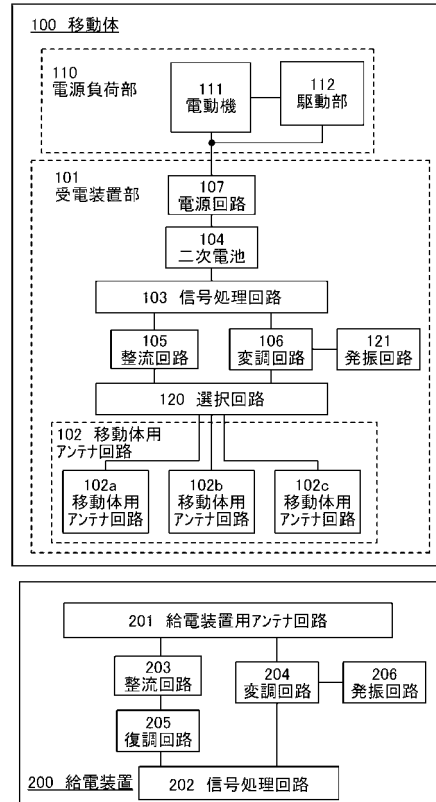 100 移動体
110
電源負荷部
111
電動機
112
駆動部
101
受電装置部
107
電源回路
104
二次電池
103 信号処理回路
105
整流回路
106
変調回路
121
発振回路
120 選択回路
102 移動体用
アンテナ回路
102a
移動体用
アンテナ回路
102b
移動体用
アンテナ回路
102c
移動体用
アンテナ回路
201 給電装置用アンテナ回路
203
整流回路
204
変調回路
206
発振回路
205
復調回路
200 給電装置
202 信号処理回路